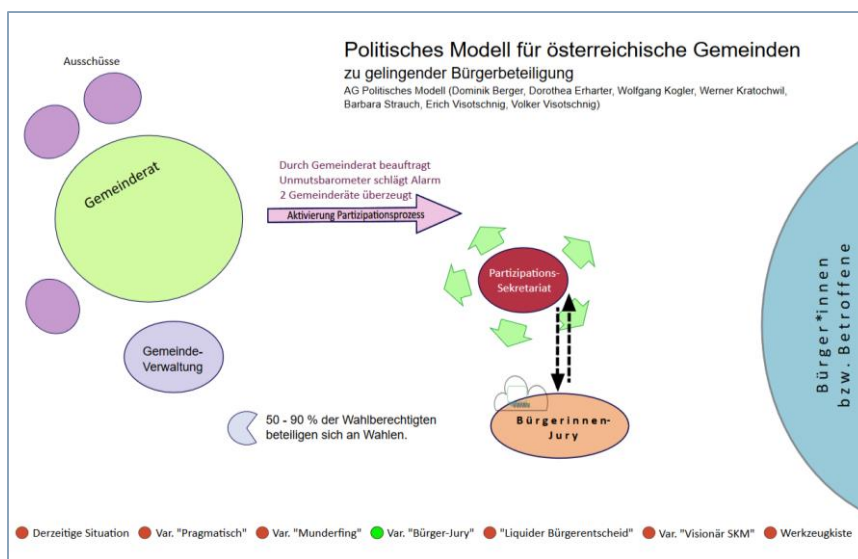 Politisches Modell für österreichische Gemeinden
zu gelingender Bürgerbeteiligung
AG Politisches Modell (Dominik Berger, Dorothea Erharter, Wolfgang Kogler, Werner Kratochwil,
Barbara Strauch, Erich Visotschnig, Volker Visotschnig)
Ausschüsse
Gemeinderat
Durch Gemeinderat beauftragt
Unmutsbarometer schlägt Alarm
2 Gemeinderäte überzeugt
Aktivierung Partizipationsprozess
Partizipations-
Sekretariat
Gemeinde-
Verwaltung
50 - 90 % der Wahlberechtigten
beteiligen sich an Wahlen.
Bürgerinnen-
Jury
Bürger*innen
bzw. Betroffene
Derzeitige Situation
Var. "Pragmatisch"
Var. "Munderfing"
Var. "Bürger-Jury"
"Liquider Bürgerentscheid"
Var. "Visionär SKM"
Werkzeugkiste